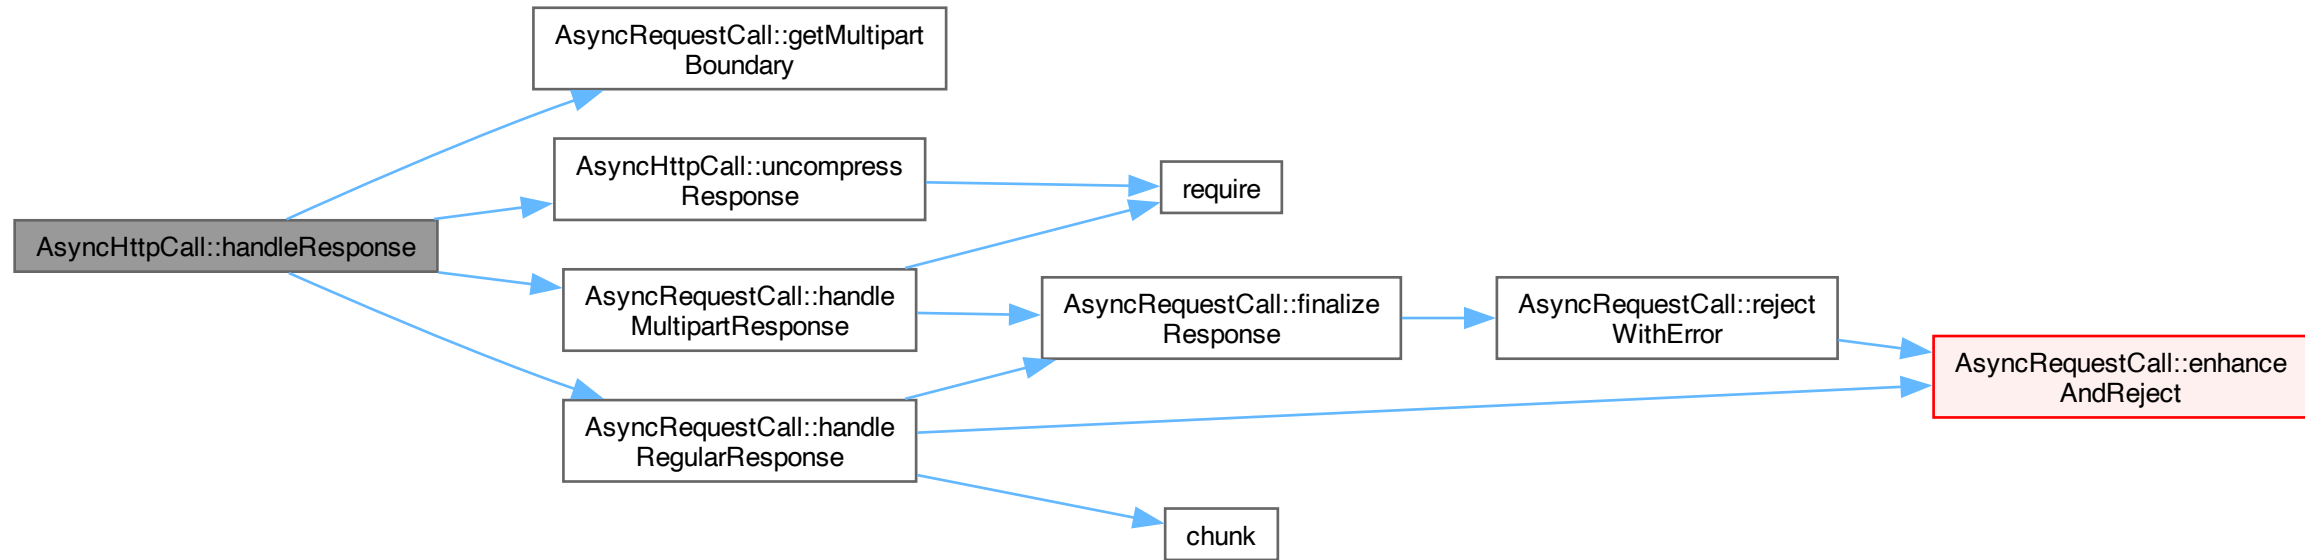 AsyncHttpCall::handleResponse
AsyncRequestCall::getMultipart
Boundary
AsyncHttpCall::uncompress
Response
AsyncRequestCall::handle
MultipartResponse
AsyncRequestCall::handle
RegularResponse
require
AsyncRequestCall::finalize
Response
chunk
AsyncRequestCall::reject
WithError
AsyncRequestCall::enhance
AndReject